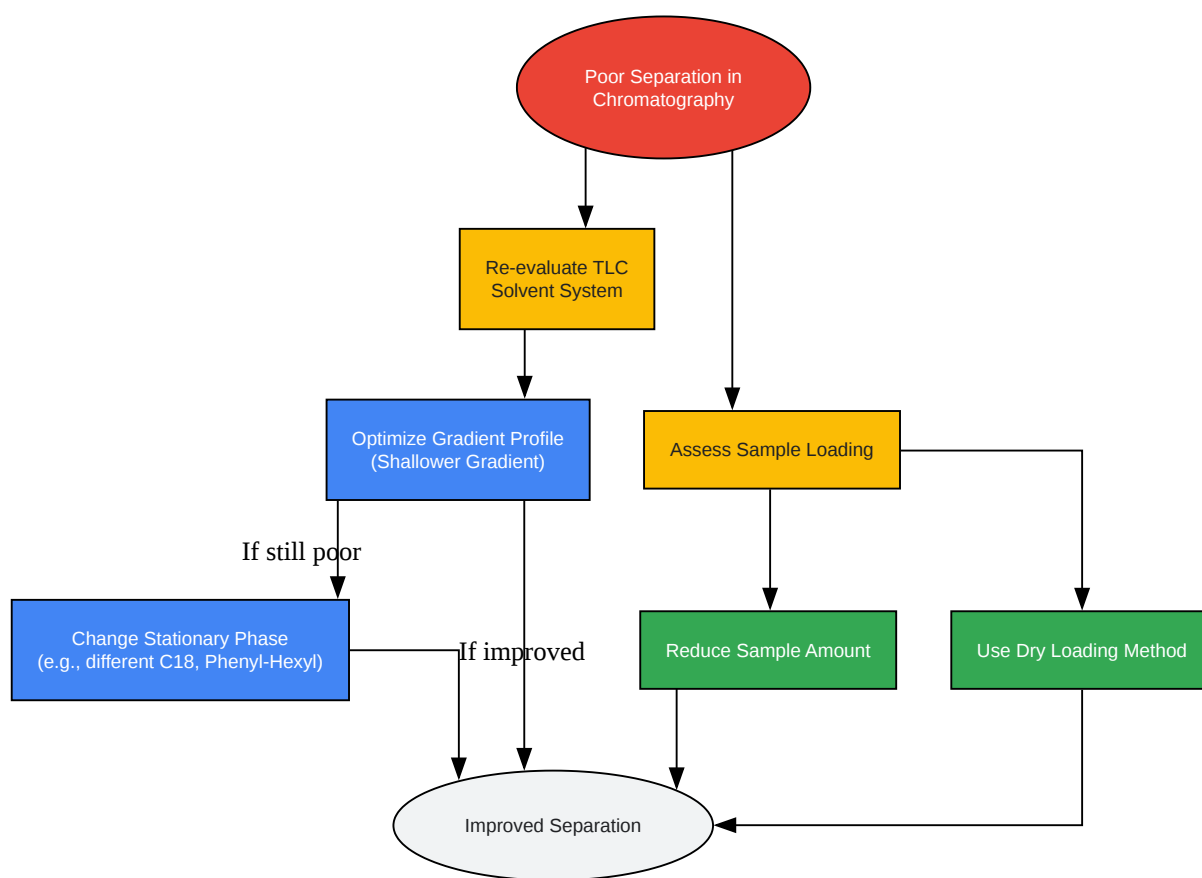 Poor Separation in
Chromatography
Re-evaluate TLC
Solvent System
Optimize Gradient Profile
(Shallower Gradient)
Assess Sample Loading
If still poor
Change Stationary Phase
(e.g., different C18, Phenyl-Hexyl)
If improved
Reduce Sample Amount
Use Dry Loading Method
Improved Separation